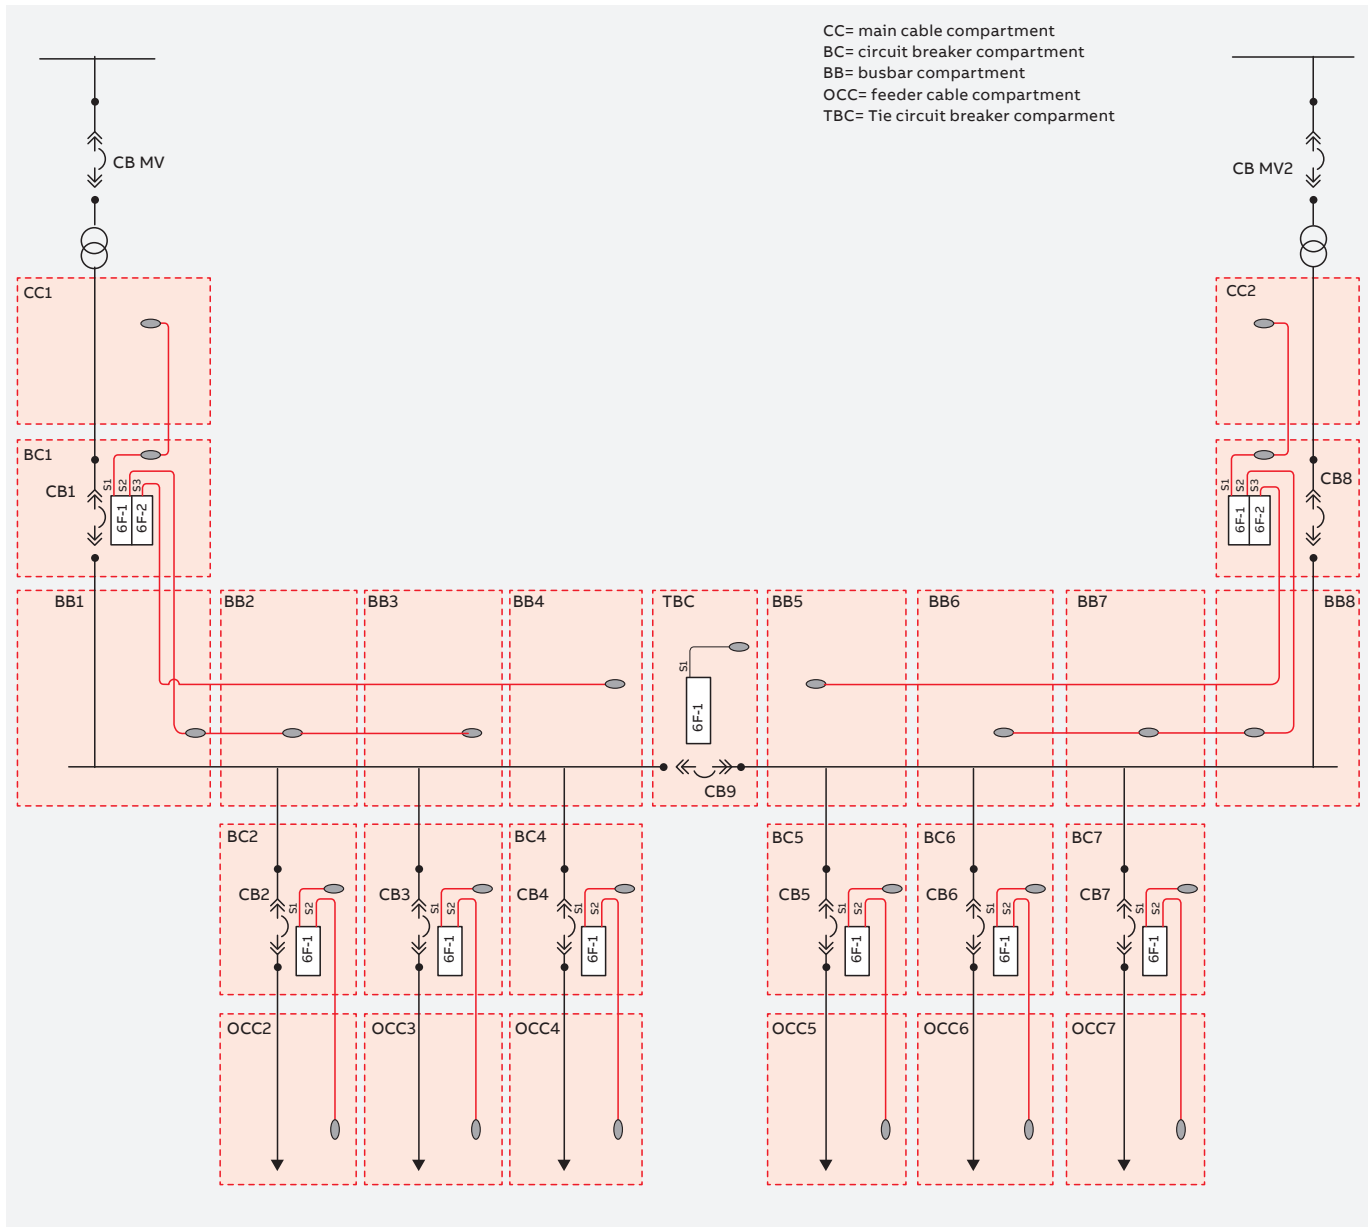 CC= main cable compartment
BC= circuit breaker compartment
BB= busbar compartment
OCC= feeder cable compartment
TBC= Tie circuit breaker comparment
CB MV
CB MV2
CC1
CC2
BC1
CB1
S1
S2
S3
6F-1
6F-2
S1
S2
S3
CB8
6F-1
6F-2
BB1
BB2
BB3
BB4
TBC
BB5
BB6
BB7
BB8
S1
6F-1
CB9
BC2
BC4
BC5
BC6
BC7
CB2
S1
S2
6F-1
CB3
S1
S2
6F-1
CB4
S1
S2
6F-1
CB5
S1
S2
6F-1
CB6
S1
S2
6F-1
CB7
S1
S2
6F-1
OCC2
OCC3
OCC4
OCC5
OCC6
OCC7